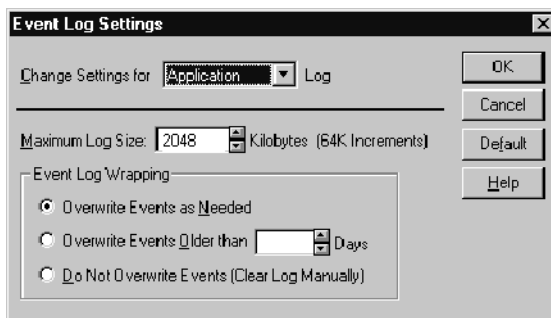 Event Log Settings
Change Settings for Application Log
OK
Cancel
Maximum Log Size: 2048 Kilobytes (64K Increments)
Default
Event Log Wrapping
Help
Overwrite Events as Needed
Overwrite Events Older than Days
Do Not Overwrite Events (Clear Log Manually)